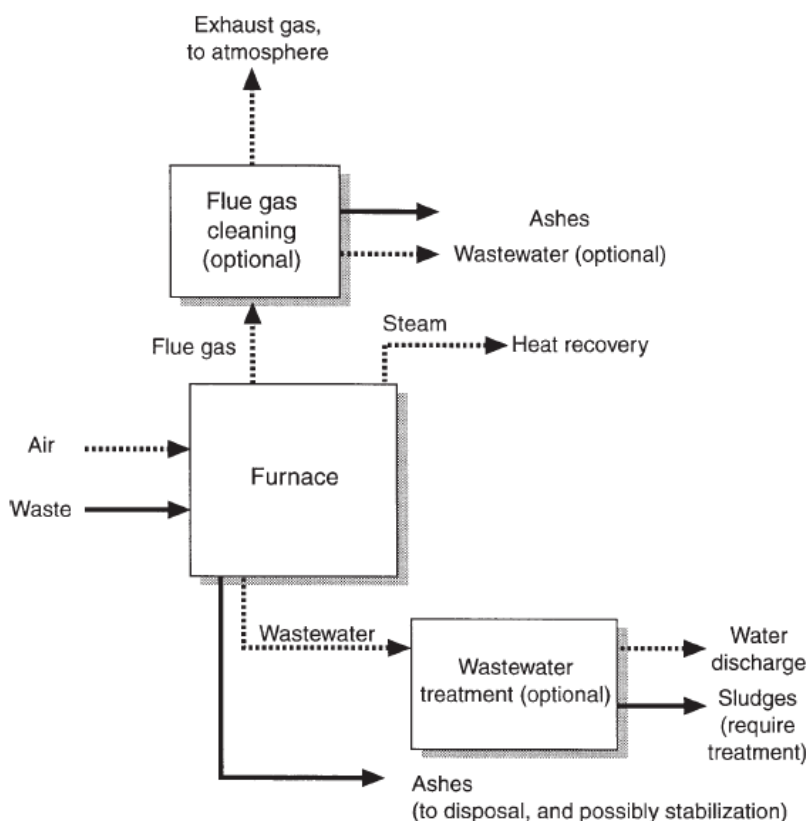 Exhaust gas,
to atmosphere
Flue gas
cleaning
(optional)
Ashes
Wastewater (optional)
Steam
Flue gas
Heat recovery
Air
Furnace
Waste
Wastewater
Wastewater
treatment (optional)
Water
discharge
Sludges
(require
treatment)
Ashes
(to disposal, and possibly stabilization)